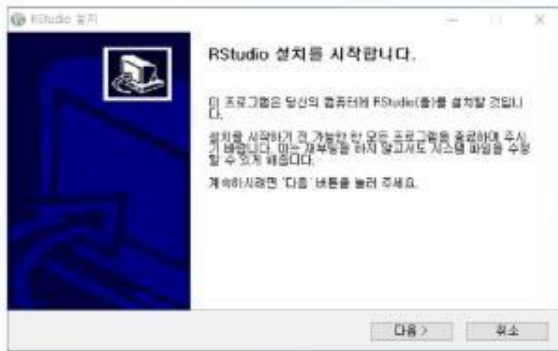 RStudio 설치
RStudio 설치를 시작합니다.
이 프로그램은 당신의 컴퓨터에 RStudio(을)를 설치할 것입니
다.
설치를 시작하기 전 가능한 한 모든 프로그램을 종료하여 주시
기 바랍니다. 이는 재부팅을 하지 않고서도 시스템 파일을 수정
할 수 있게 해줍니다.
계속하시려면 '다음' 버튼을 눌러 주세요.
다음 >
취소